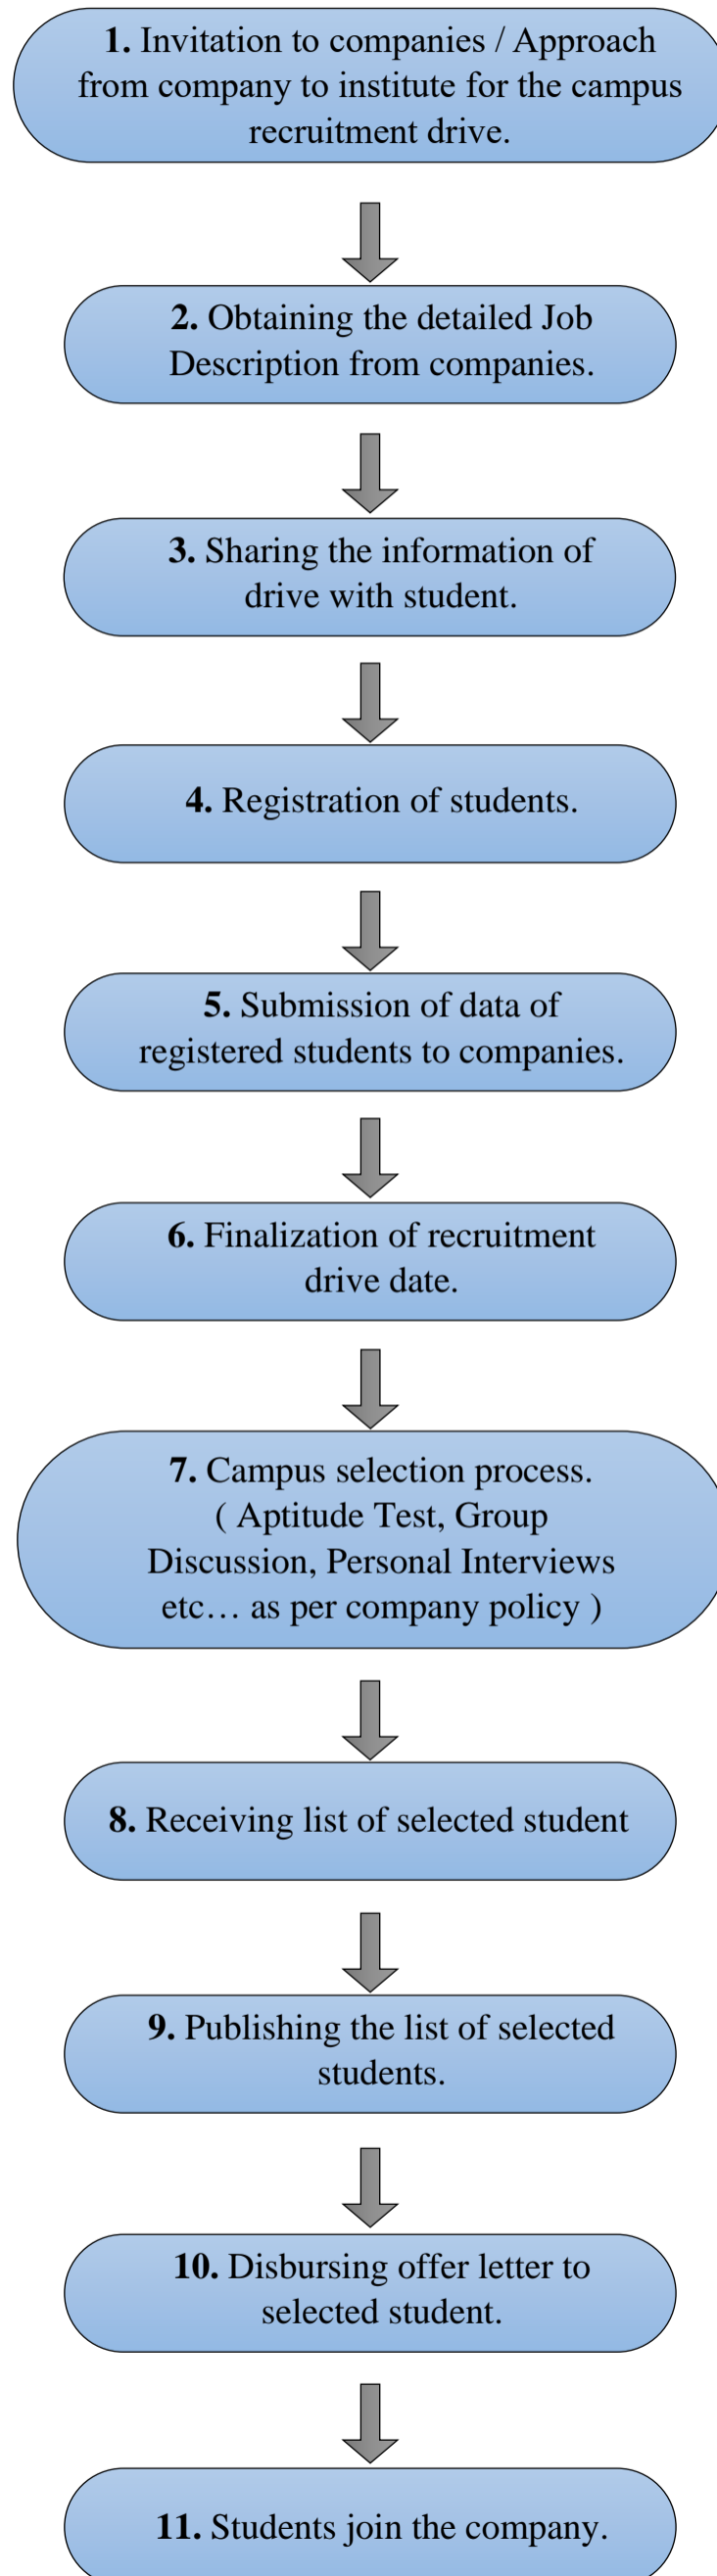 1. Invitation to companies / Approach
from company to institute for the campus
recruitment drive.
2. Obtaining the detailed Job
Description from companies.
3. Sharing the information of
drive with student.
4. Registration of students.
5. Submission of data of
registered students to companies.
6. Finalization of recruitment
drive date.
7. Campus selection process.
( Aptitude Test, Group
Discussion, Personal Interviews
etc… as per company policy )
8. Receiving list of selected student
9. Publishing the list of selected
students.
10. Disbursing offer letter to
selected student.
11. Students join the company.